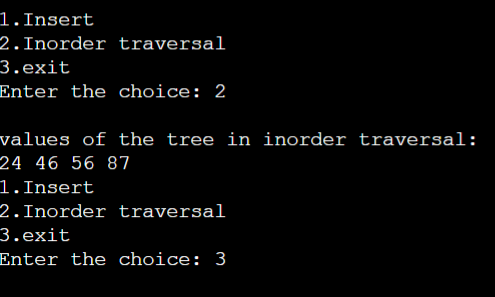 1.Insert
2.Inorder traversal
3.exit
Enter the choice: 2
values of the tree in inorder traversal:
24 46 56 87
1.Insert
2.Inorder traversal
3.exit
Enter the choice: 3